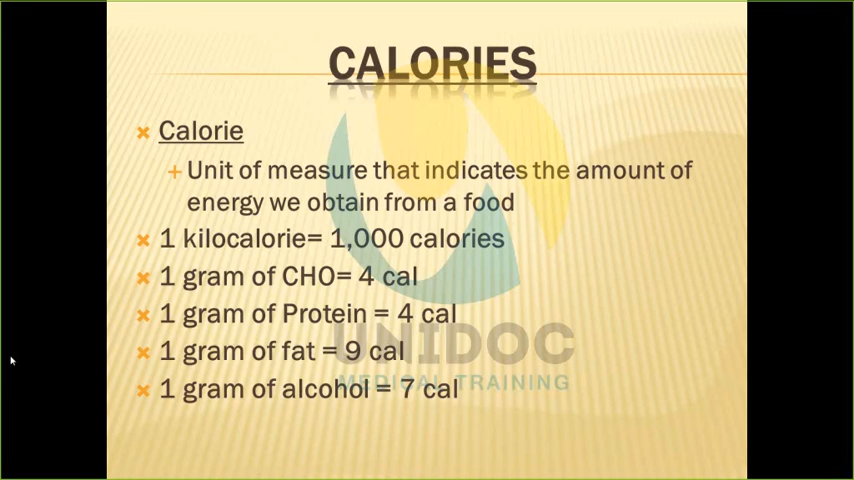 CALORIES
Calorie
Unit of measure that indicates the amount of
energy we obtain from a food
1 kilocalorie= 1,000 calories
1 gram of CHO= 4 cal
1 gram of Protein = 4 cal
1 gram of fat = 9 cal
1 gram of alcohol = 7 cal
UNIDOC
MEDICAL TRAINING